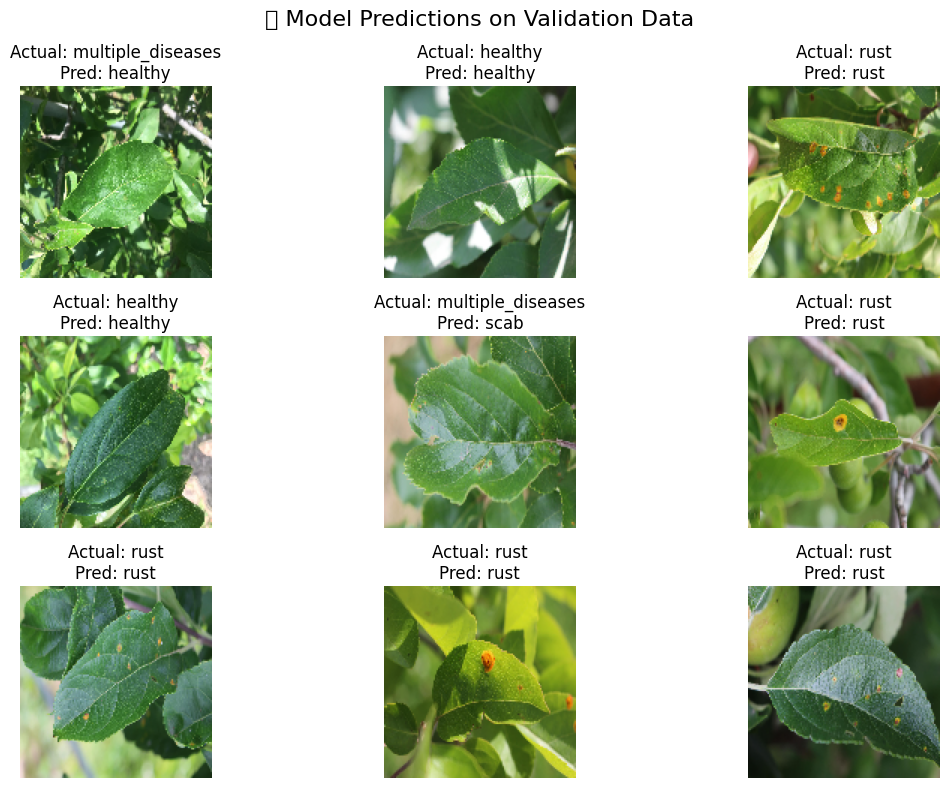 Model Predictions on Validation Data
Actual: multiple_diseases
Pred: healthy
Actual: healthy
Pred: healthy
Actual: rust
Pred: rust
Actual: healthy
Pred: healthy
Actual: multiple_diseases
Pred: scab
Actual: rust
Pred: rust
Actual: rust
Pred: rust
Actual: rust
Pred: rust
Actual: rust
Pred: rust